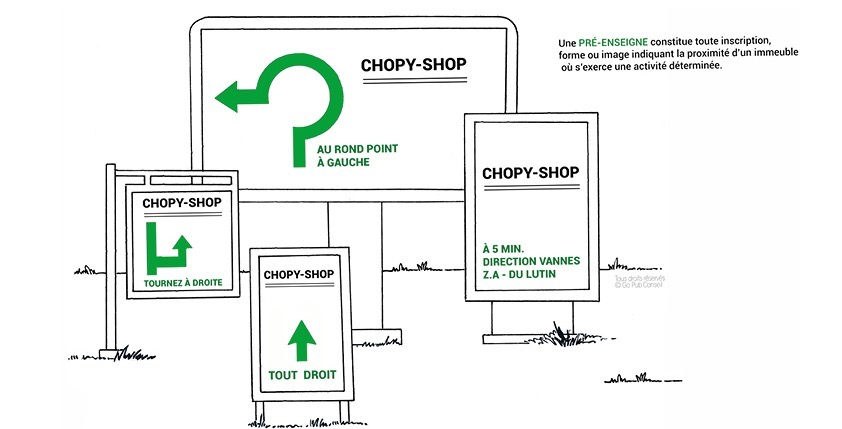 Une PRÉ-ENSEIGNE constitue toute inscription,
forme ou image indiquant la proximité d'un immeuble
où s'exerce une activité déterminée.
CHOPY-SHOP
AU ROND POINT
À GAUCHE
CHOPY-SHOP
À 5 MIN.
DIRECTION VANNES
Z.A - DU LUTIN
CHOPY-SHOP
TOURNEZ À DROITE
CHOPY-SHOP
TOUT DROIT
Tous droits réservés
© Go Pub Conseil